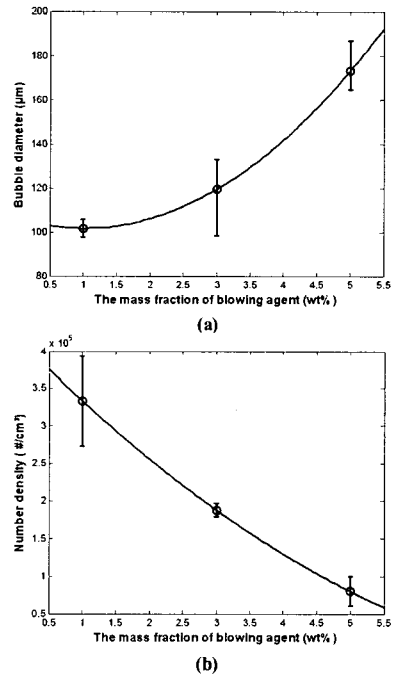 200
180
160
140
120
100
80
Bubble diameter (μm)
0.5 1 1.5 2 2.5 3 3.5 4 4.5 5 5.5
The mass fraction of blowing agent (wt%)
(a)
x 10⁵
4
3.5
3
2.5
2
1.5
1
0.5
Number density ( #/cm³)
0.5 1 1.5 2 2.5 3 3.5 4 4.5 5 5.5
The mass fraction of blowing agent (wt%)
(b)